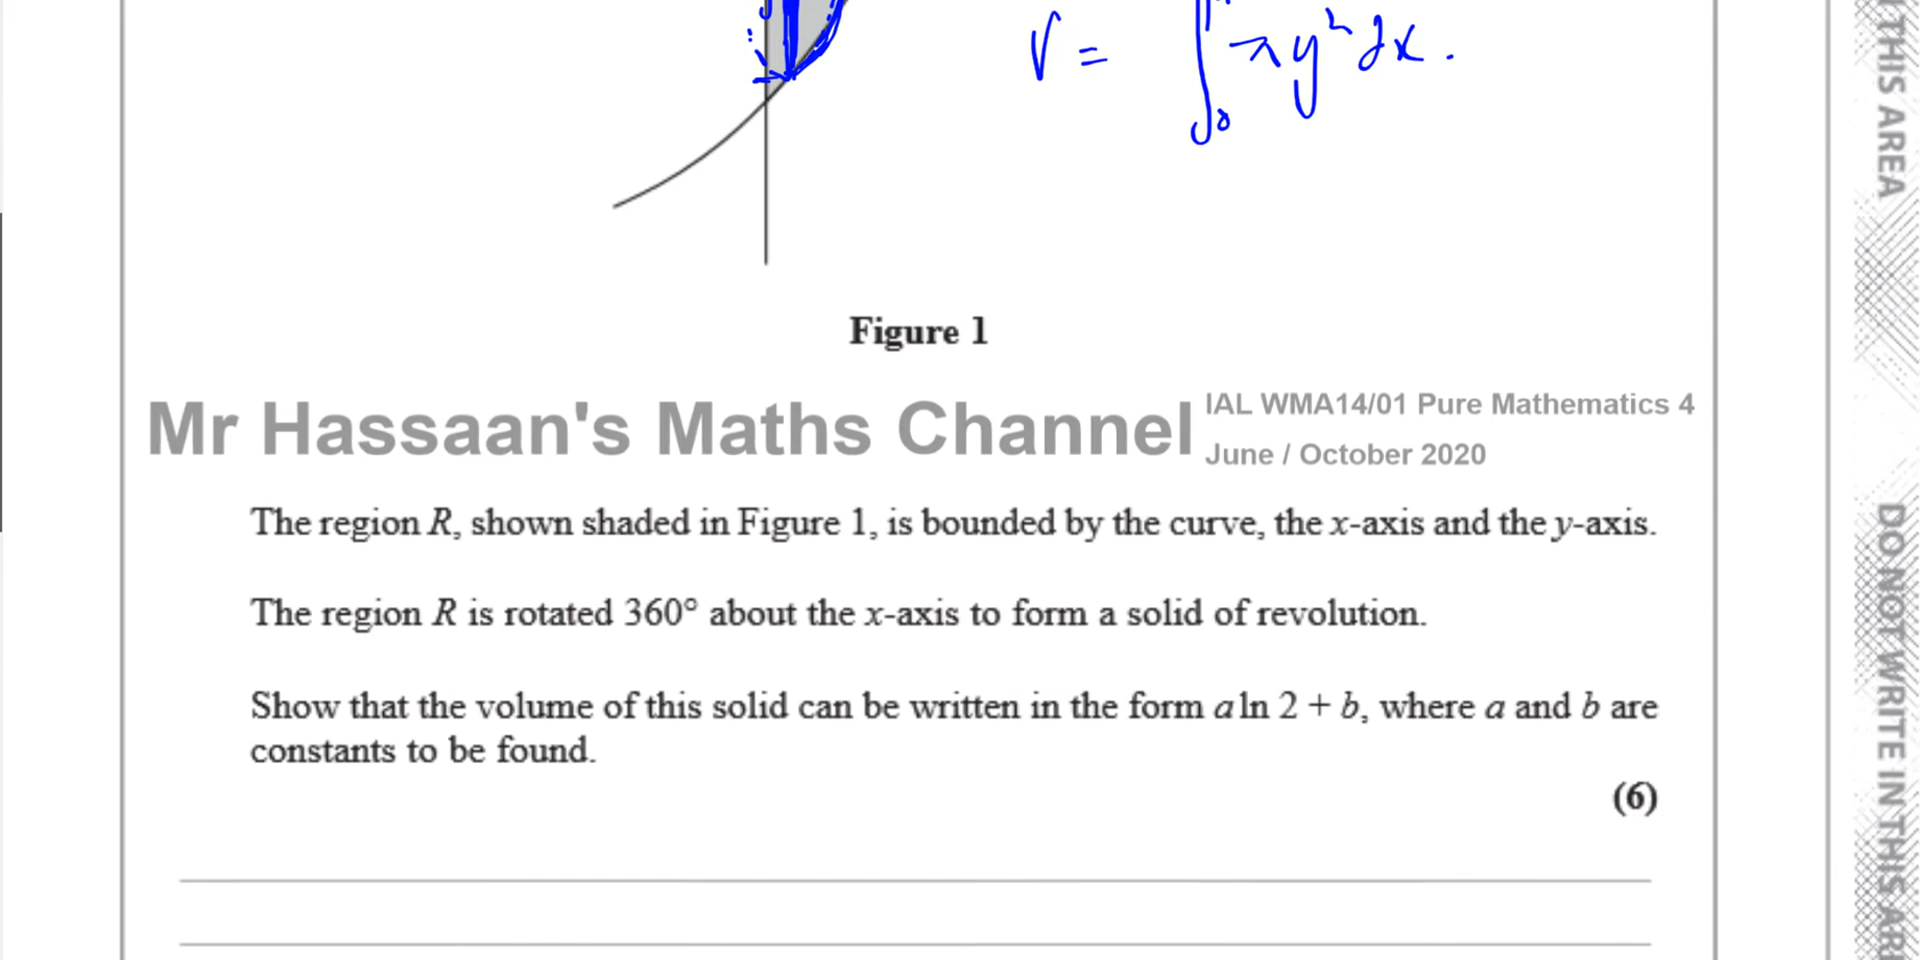 V = ∫₀ πy² dx.
Figure 1
Mr Hassaan's Maths Channel
IAL WMA14/01 Pure Mathematics 4
June / October 2020
The region R, shown shaded in Figure 1, is bounded by the curve, the x-axis and the y-axis.
The region R is rotated 360° about the x-axis to form a solid of revolution.
Show that the volume of this solid can be written in the form a ln 2 + b, where a and b are
constants to be found.
(6)
THIS AREA
DO NOT WRITE IN THIS AR